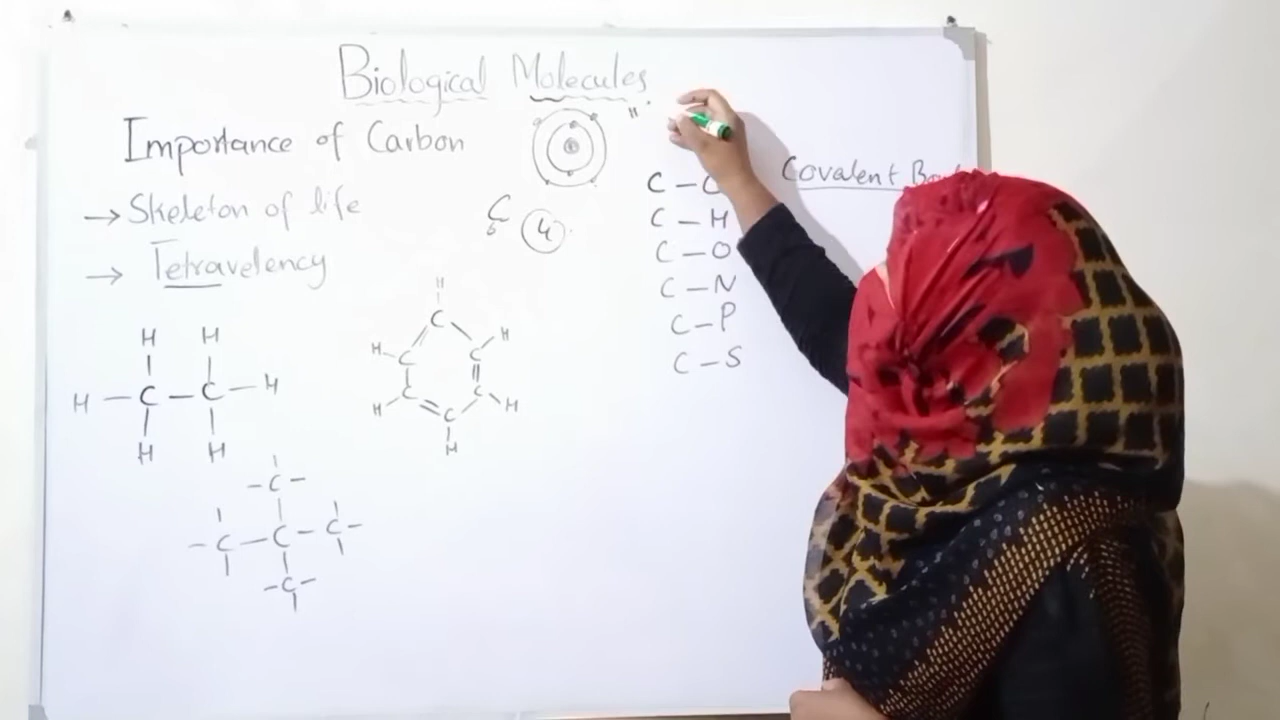 Biological Molecules
Importance of Carbon
→ Skeleton of life
→ Tetravelency
C
6
4
Covalent
C – C
C – H
C – O
C – N
C – P
C – S
H H
H – C – C – H
H H
H
C
H C C H
H C C H
C
H
– C –
– C – C – C –
– C –